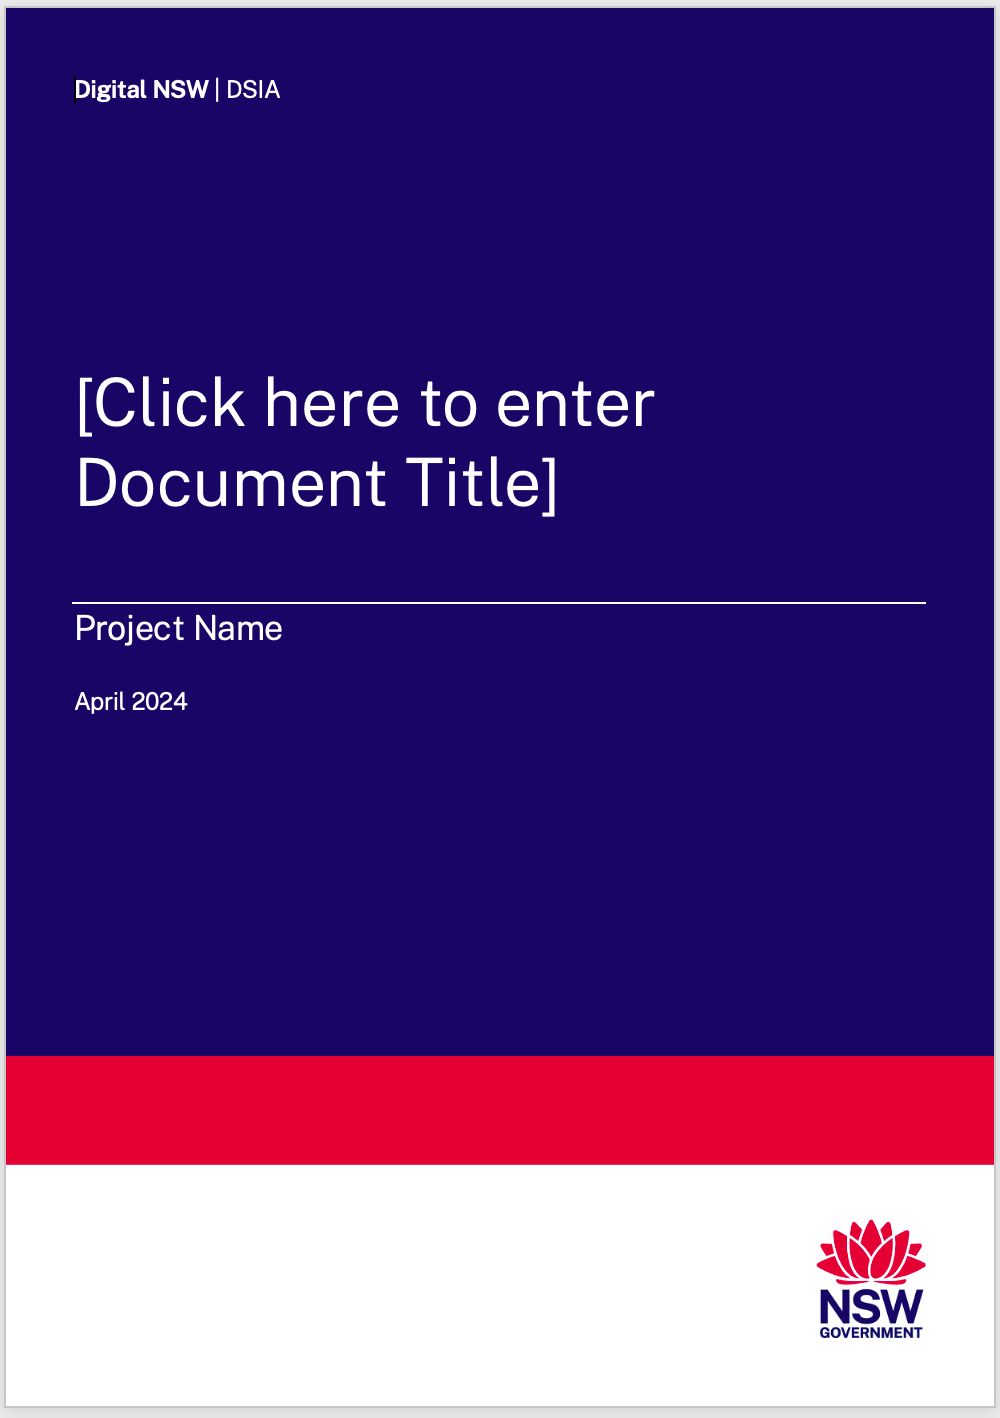 Digital NSW | DSIA
[Click here to enter
Document Title]
Project Name
April 2024
NSW
GOVERNMENT